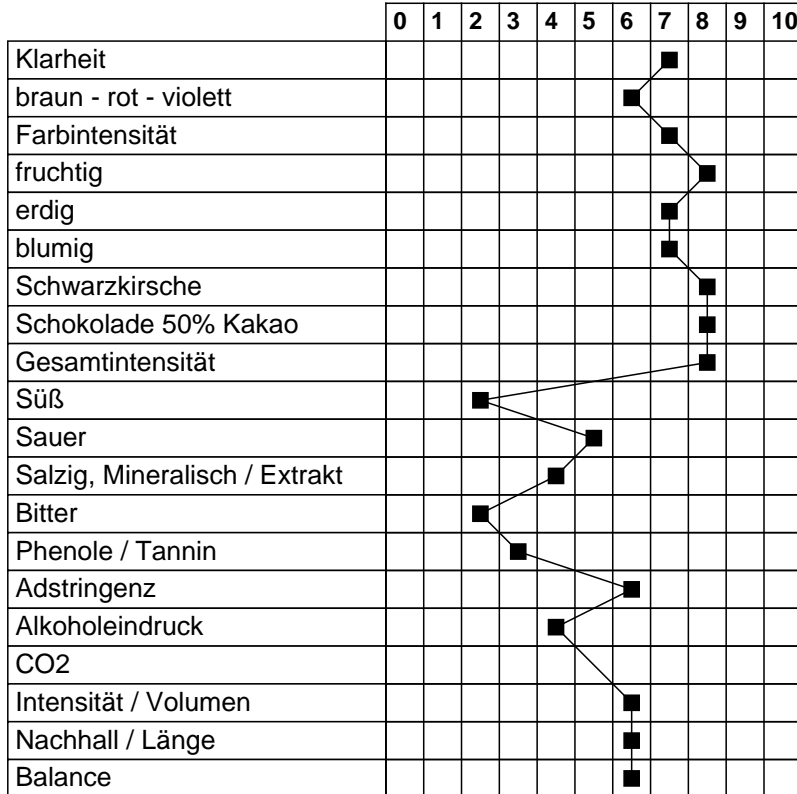 0 1 2 3 4 5 6 7 8 9 10
Klarheit
braun - rot - violett
Farbintensität
fruchtig
erdig
blumig
Schwarzkirsche
Schokolade 50% Kakao
Gesamtintensität
Süß
Sauer
Salzig, Mineralisch / Extrakt
Bitter
Phenole / Tannin
Adstringenz
Alkoholeindruck
CO2
Intensität / Volumen
Nachhall / Länge
Balance